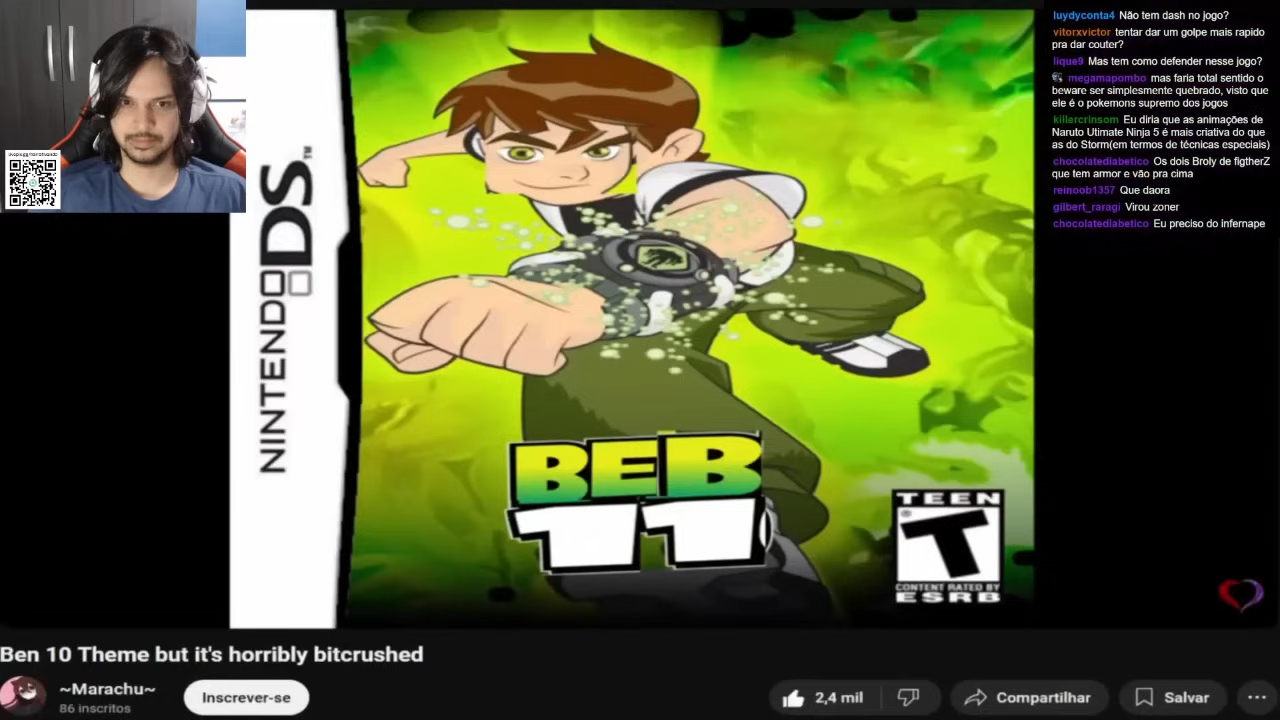 luydyconta4 Não tem dash no jogo?
vitorxvictor tentar dar um golpe mais rapido
pra dar couter?
lique9 Mas tem como defender nesse jogo?
megamapombo mas faria total sentido o
beware ser simplesmente quebrado, visto que
ele é o pokemons supremo dos jogos
killercrinsom Eu diria que as animações de
Naruto Utimate Ninja 5 é mais criativa do que
as do Storm(em termos de técnicas especiais)
chocolatediabetico Os dois Broly de figtherZ
que tem armor e vão pra cima
reinoob1357 Que daora
gilbert_raragi Virou zoner
chocolatediabetico Eu preciso do infernape
NINTENDO DS™
BEB
11
TEEN
T
®
CONTENT RATED BY
ESRB
Ben 10 Theme but it's horribly bitcrushed
~Marachu~
86 inscritos
Inscrever-se
2,4 mil
Compartilhar
Salvar